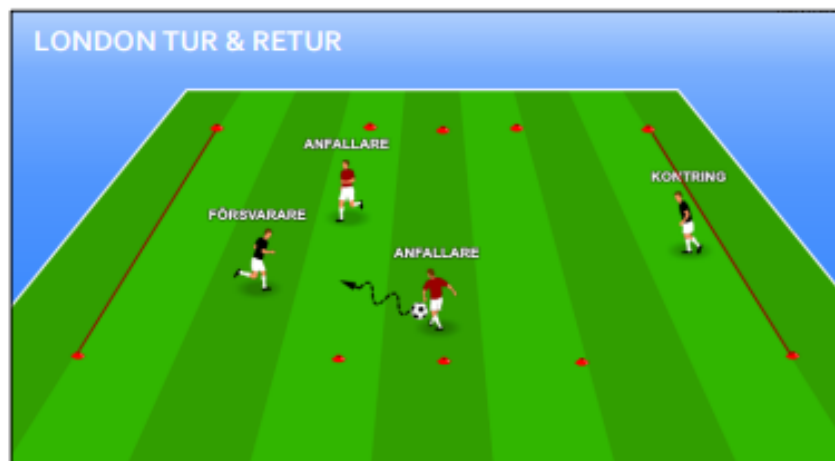 LONDON TUR & RETUR
ANFALLARE
KONTRING
FÖRSVARARE
ANFALLARE